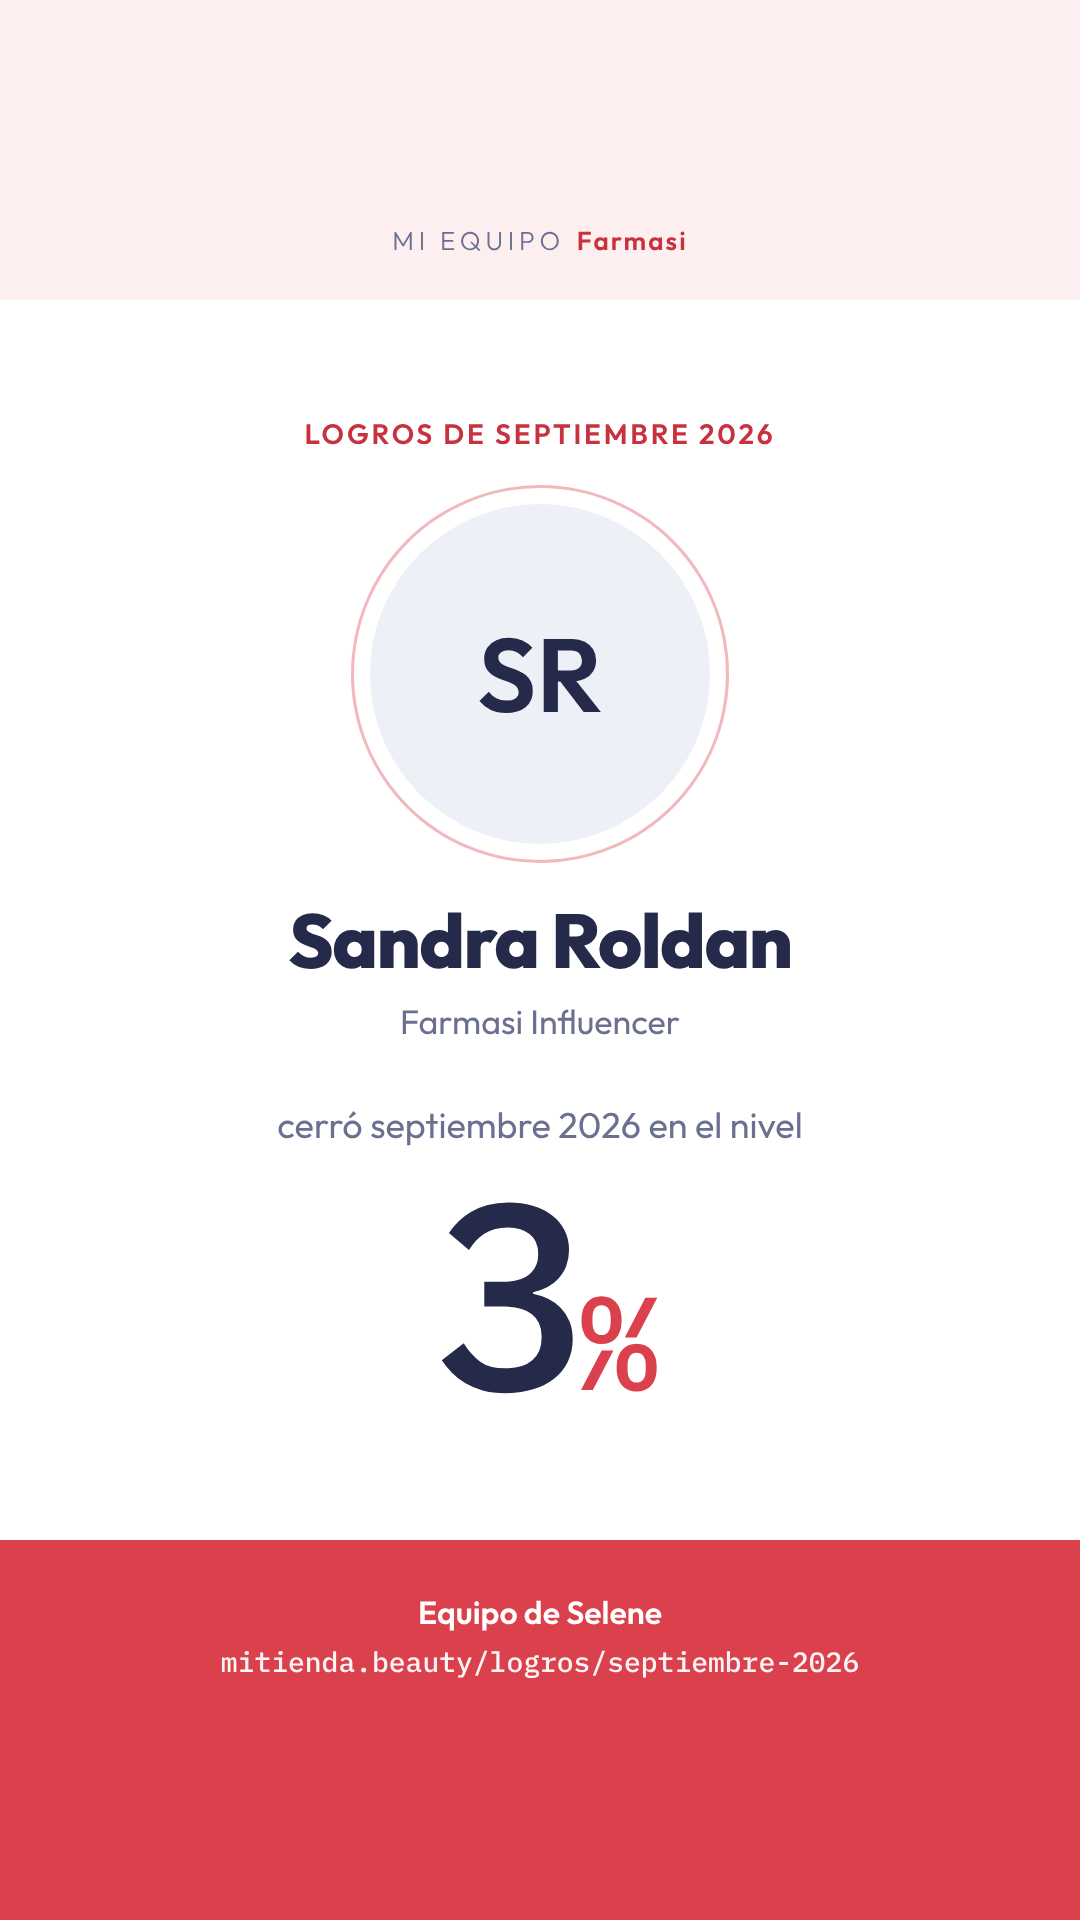 MI EQUIPO Farmasi
LOGROS DE SEPTIEMBRE 2026
SR
Sandra Roldan
Farmasi Influencer
cerró septiembre 2026 en el nivel
3%
Equipo de Selene
mitienda.beauty/logros/septiembre-2026